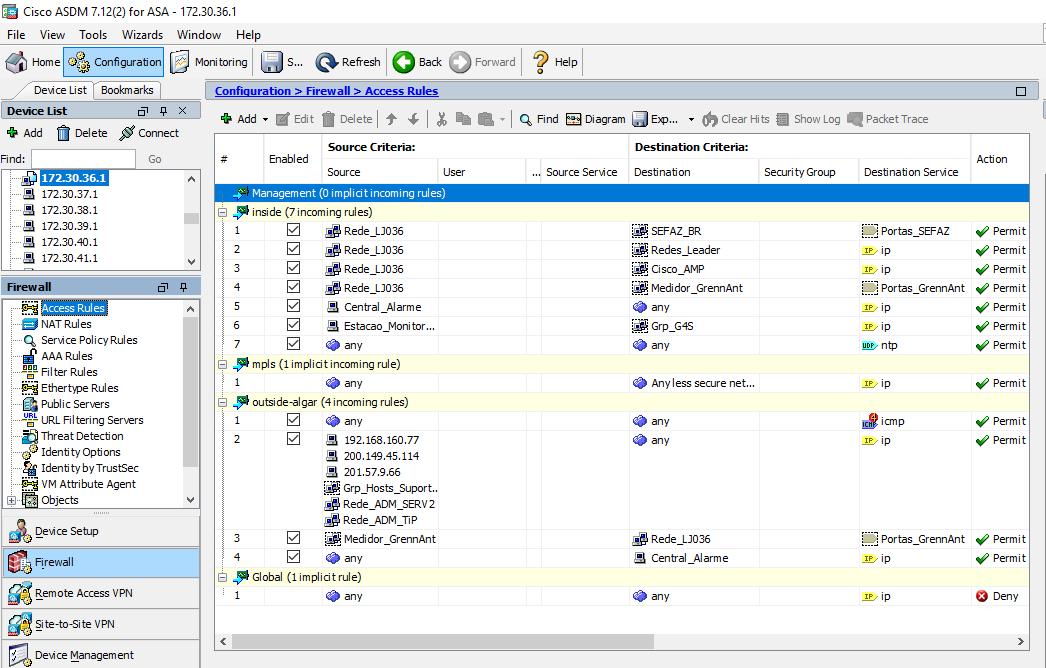 Cisco ASDM 7.12(2) for ASA - 172.30.36.1
File View Tools Wizards Window Help
Home Configuration Monitoring S... Refresh Back Forward Help
Device List Bookmarks
Device List
Add Delete Connect
Find: Go
172.30.36.1
172.30.37.1
172.30.38.1
172.30.39.1
172.30.40.1
172.30.41.1
Firewall
Access Rules
NAT Rules
Service Policy Rules
AAA Rules
Filter Rules
Ethertype Rules
Public Servers
URL Filtering Servers
Threat Detection
Identity Options
Identity by TrustSec
VM Attribute Agent
Objects
Device Setup
Firewall
Remote Access VPN
Site-to-Site VPN
Device Management
Configuration > Firewall > Access Rules
Add Edit Delete Find Diagram Exp... Clear Hits Show Log Packet Trace
# Enabled Source Criteria: Destination Criteria: Action
Source User ... Source Service Destination Security Group Destination Service
Management (0 implicit incoming rules)
inside (7 incoming rules)
1 Rede_LJ036 SEFAZ_BR Portas_SEFAZ Permit
2 Rede_LJ036 Redes_Leader IP ip Permit
3 Rede_LJ036 Cisco_AMP IP ip Permit
4 Rede_LJ036 Medidor_GrennAnt Portas_GrennAnt Permit
5 Central_Alarme any IP ip Permit
6 Estacao_Monitor... Grp_G4S IP ip Permit
7 any any UDP ntp Permit
mpls (1 implicit incoming rule)
1 any Any less secure net... IP ip Permit
outside-algar (4 incoming rules)
1 any any ICMP icmp Permit
2 192.168.160.77 any IP ip Permit
200.149.45.114
201.57.9.66
Grp_Hosts_Suport..
Rede_ADM_SERV2
Rede_ADM_TiP
3 Medidor_GrennAnt Rede_LJ036 Portas_GrennAnt Permit
4 any Central_Alarme IP ip Permit
Global (1 implicit rule)
1 any any IP ip Deny